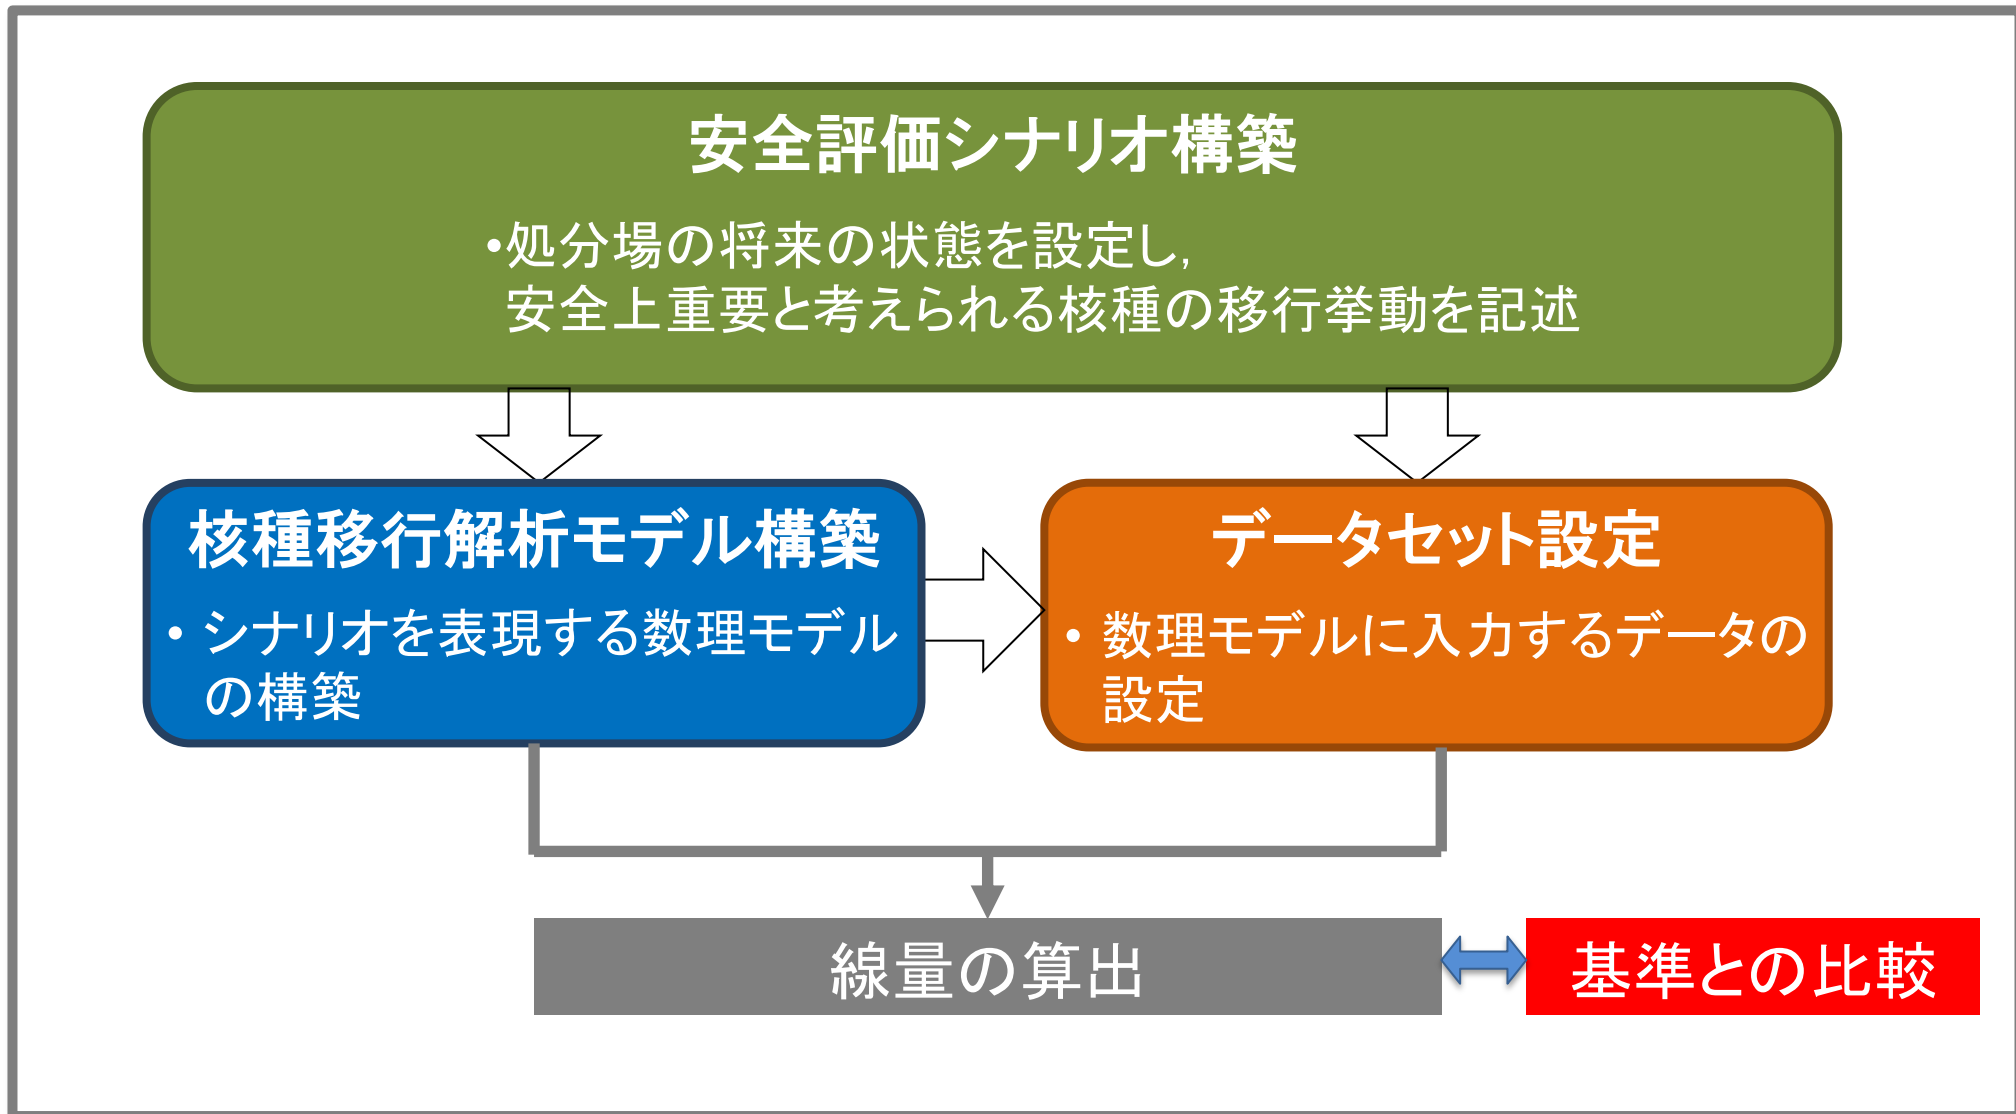 安全評価シナリオ構築
•処分場の将来の状態を設定し,
安全上重要と考えられる核種の移行挙動を記述
核種移行解析モデル構築
• シナリオを表現する数理モデル
の構築
データセット設定
• 数理モデルに入力するデータの
設定
線量の算出
基準との比較